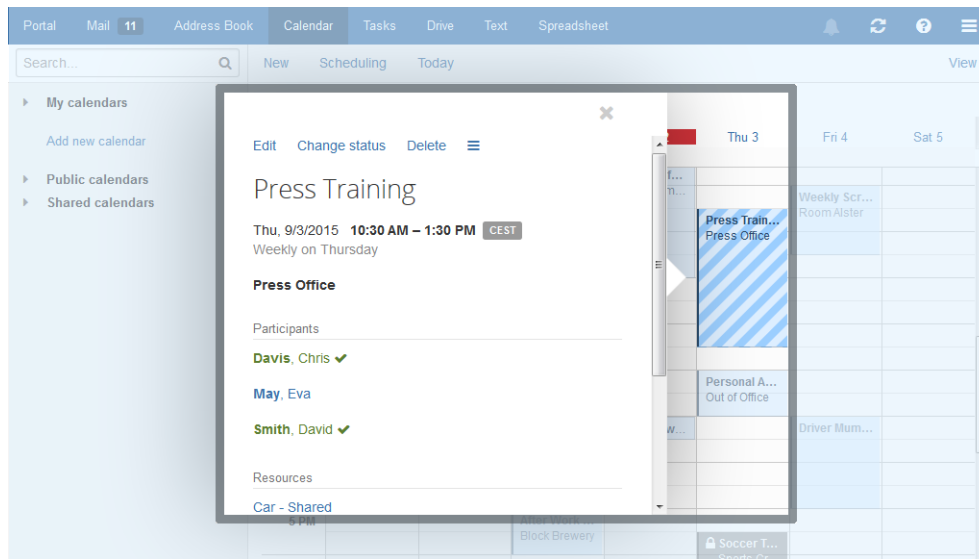 Portal Mail 11 Address Book Calendar Tasks Drive Text Spreadsheet
Search... New Scheduling Today View
My calendars
Add new calendar
Public calendars
Shared calendars
Edit Change status Delete
Press Training
Thu, 9/3/2015 10:30 AM – 1:30 PM CEST
Weekly on Thursday
Press Office
Participants
Davis, Chris
May, Eva
Smith, David
Resources
Car - Shared
Thu 3 Fri 4 Sat 5
Press Train...
Press Office
Weekly Scr...
Room Alster
Personal A...
Out of Office
Driver Mum...
5 PM
After Work ...
Block Brewery
Soccer T...